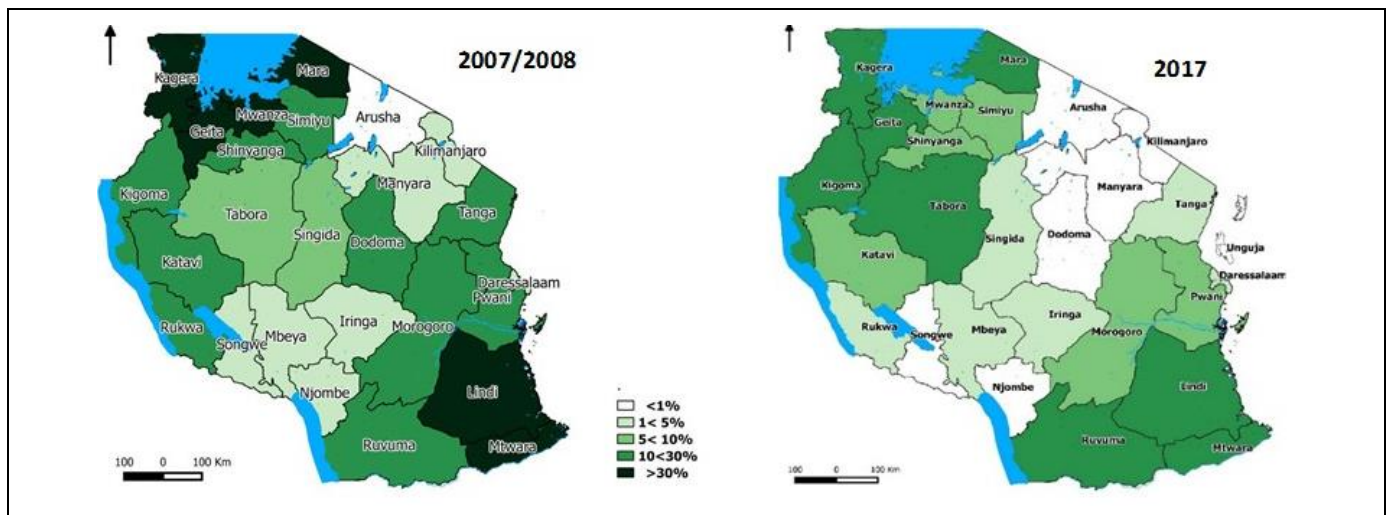 2007/2008
Kagera
Mara
Mwanza
Geita
Simiyu
Arusha
Shinyanga
Kilimanjaro
Manyara
Kigoma
Tabora
Singida
Dodoma
Tanga
Katavi
Daressalaam
Pwani
Rukwa
Songwe
Mbeya
Iringa
Morogoro
Njombe
Lindi
Ruvuma
Mtwara
100 0 100 Km
<1%
1< 5%
5< 10%
10<30%
>30%
2017
Kagera
Mara
Mwanza
Simiyu
Geita
Arusha
Shinyanga
Kilimanjaro
Kigoma
Manyara
Tabora
Tanga
Singida
Dodoma
Unguja
Katavi
Daressalaam
Pwani
Rukwa
Songwe
Mbeya
Iringa
Morogoro
Njombe
Lindi
Ruvuma
Mtwara
100 0 100 Km